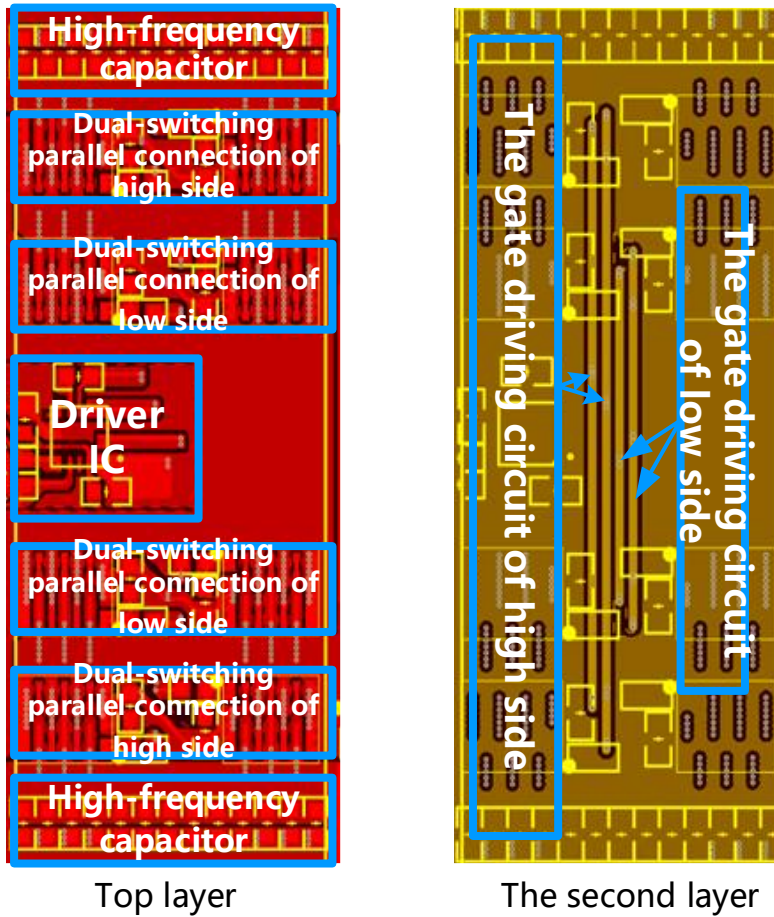 High-frequency
capacitor
Dual-switching
parallel connection of
high side
Dual-switching
parallel connection of
low side
Driver
IC
Dual-switching
parallel connection of
low side
Dual-switching
parallel connection of
high side
High-frequency
capacitor
Top layer
The gate driving circuit of high side
The gate driving circuit
of low side
The second layer